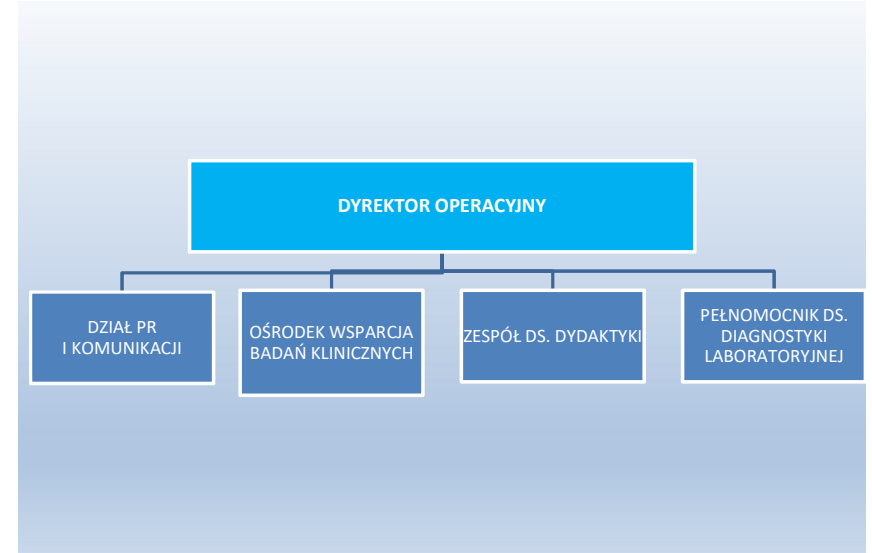 DYREKTOR OPERACYJNY
DZIAŁ PR
I KOMUNIKACJI
OŚRODEK WSPARCJA
BADAŃ KLINICZNYCH
ZESPÓŁ DS. DYDAKTYKI
PEŁNOMOCNIK DS.
DIAGNOSTYKI
LABORATORYJNEJ